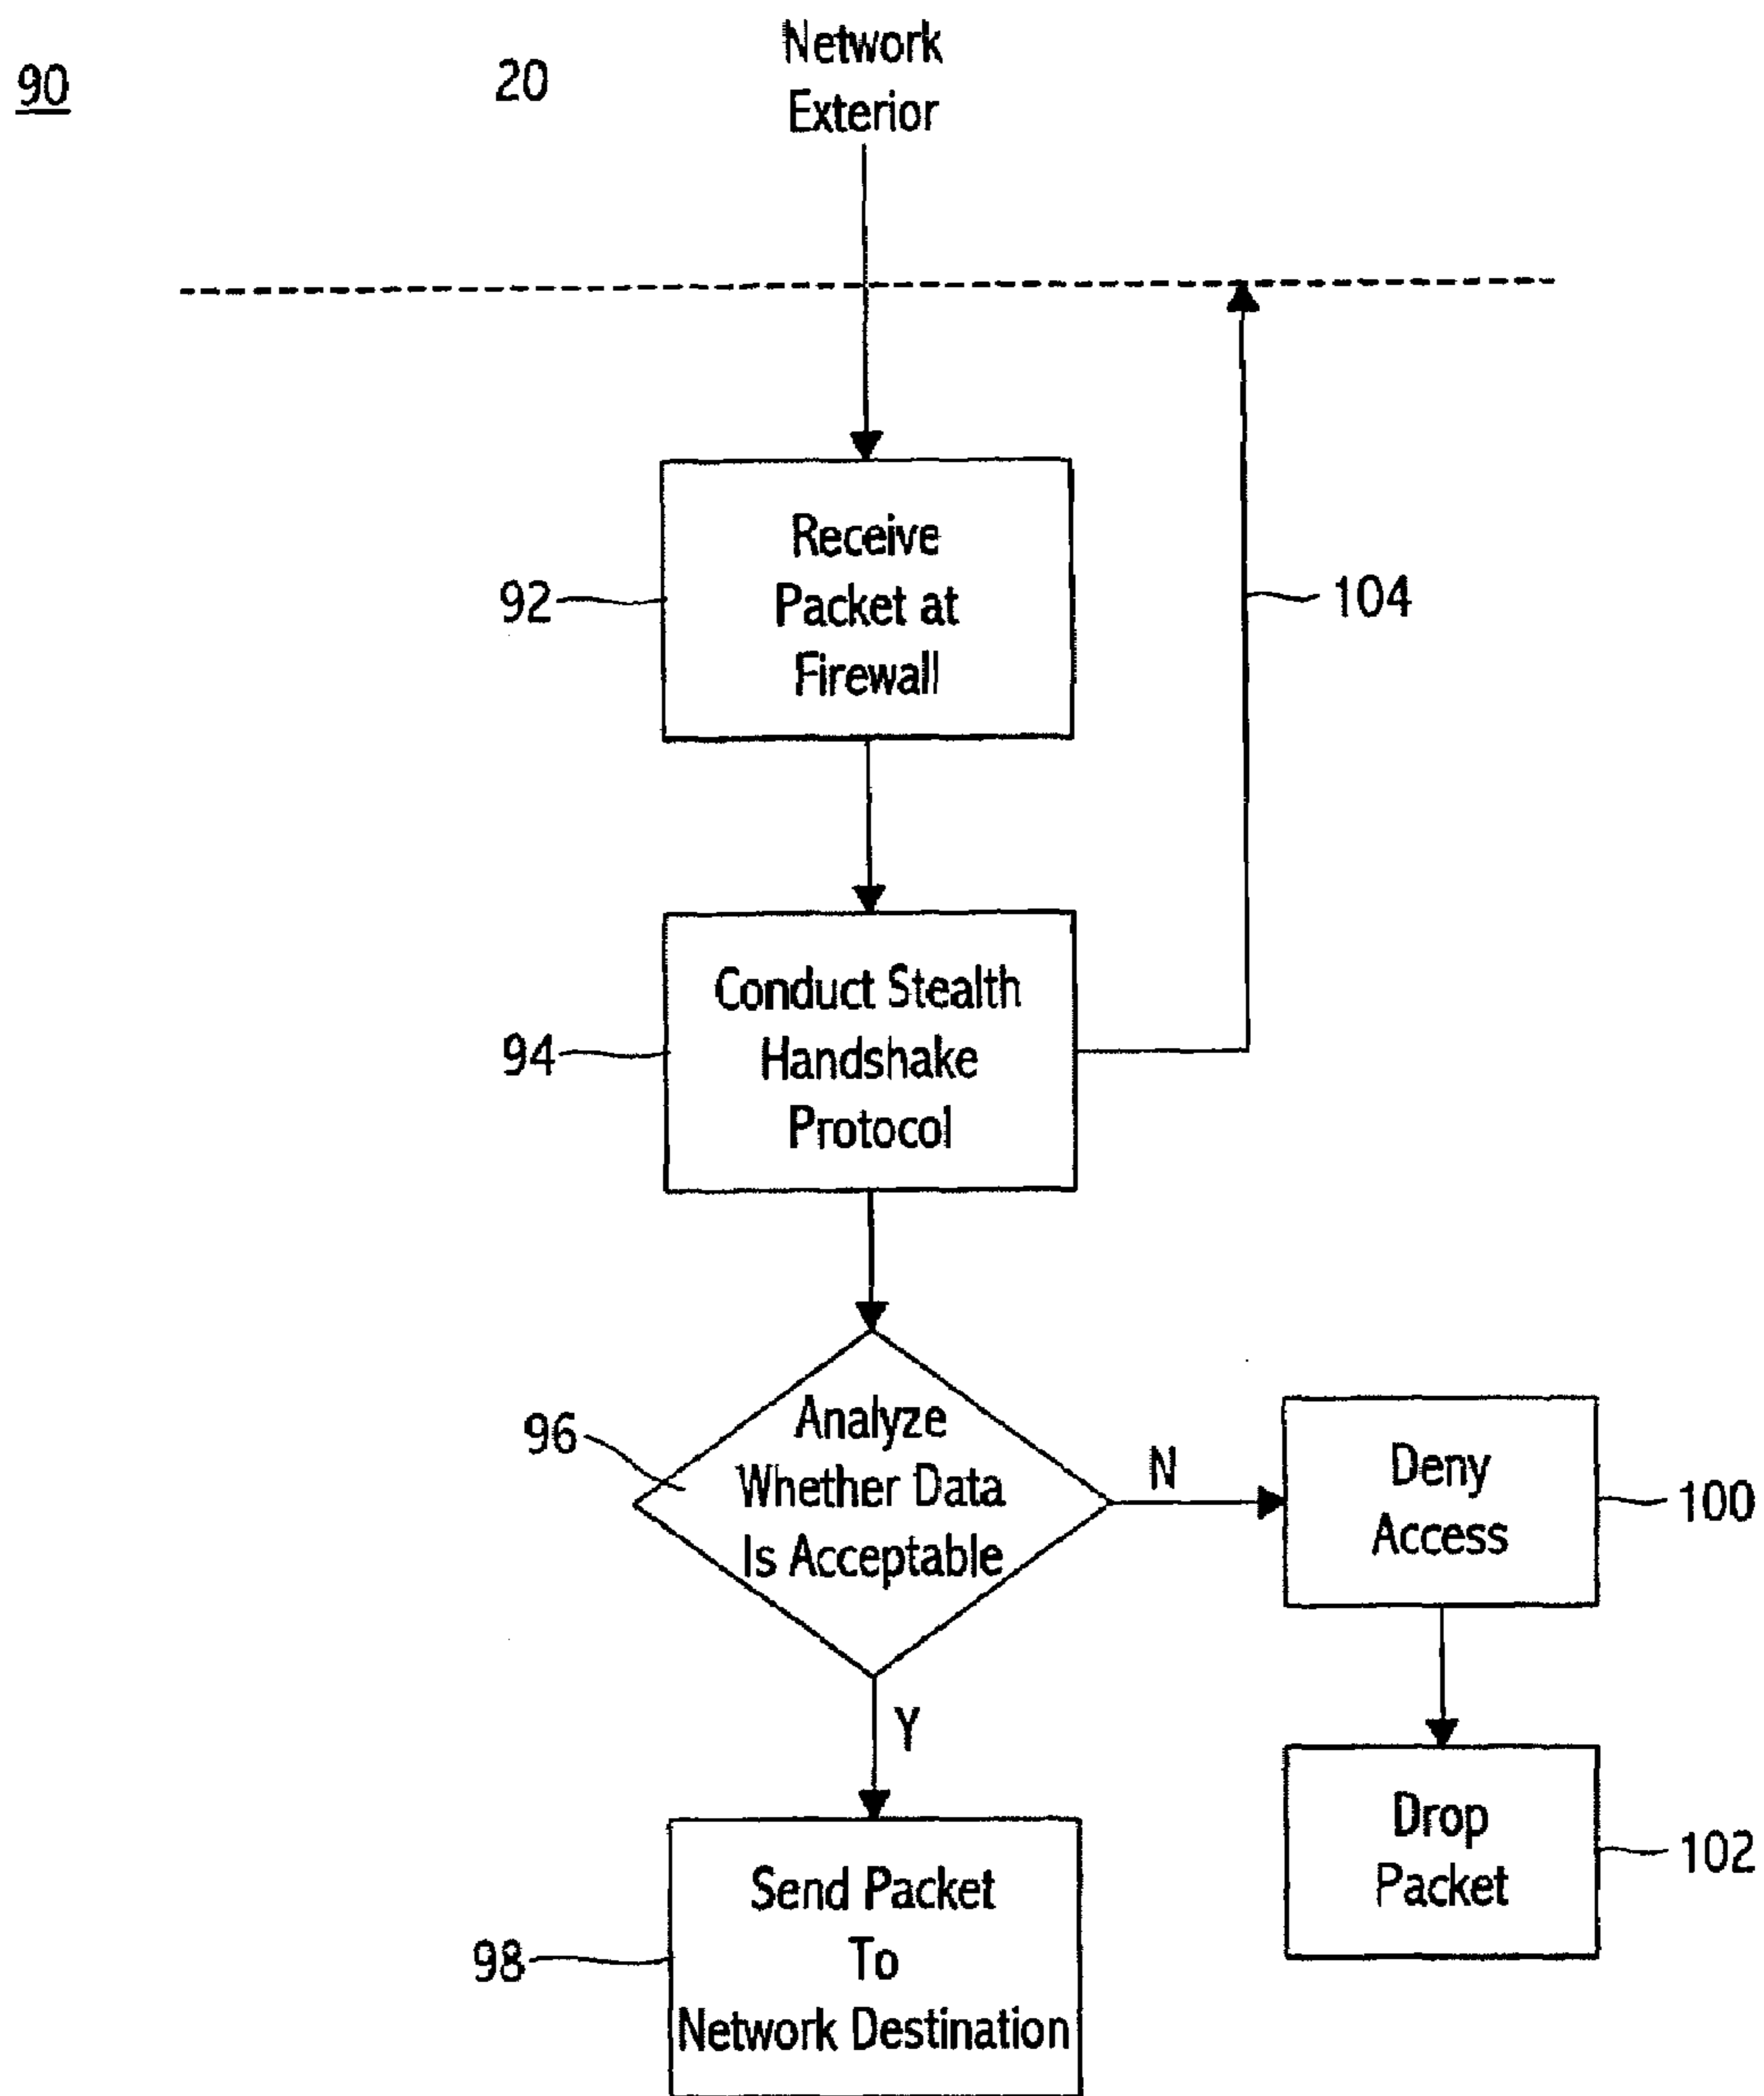 90
20
Network
Exterior
Receive
Packet at
Firewall
92
104
Conduct Stealth
Handshake
Protocol
94
Analyze
Whether Data
Is Acceptable
96
N
Deny
Access
100
Y
Drop
Packet
102
Send Packet
To
Network Destination
98